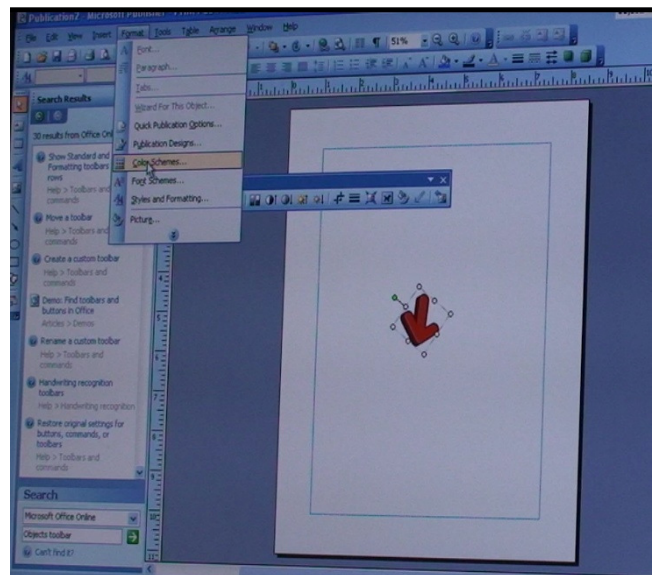 Publication7 - Microsoft Publisher
File Edit View Insert Format Tools Table Arrange Window Help
51%
Font...
Paragraph...
Tabs...
Wizard For This Object...
Quick Publication Options...
Publication Designs...
Color Schemes...
Font Schemes...
Styles and Formatting...
Picture...
Search Results
30 results from Office Onl
Show Standard and
Formatting toolbars
rows
Help > Toolbars and
commands
Move a toolbar
Help > Toolbars and
commands
Create a custom toolbar
Help > Toolbars and
commands
Demo: Find toolbars and
buttons in Office
Articles > Demos
Rename a custom toolbar
Help > Toolbars and
commands
Handwriting recognition
toolbars
Help > Handwriting recognition
Restore original settings for
buttons, commands, or
toolbars
Help > Toolbars and
commands
Search
Microsoft Office Online
Objects toolbar
Can't find it?